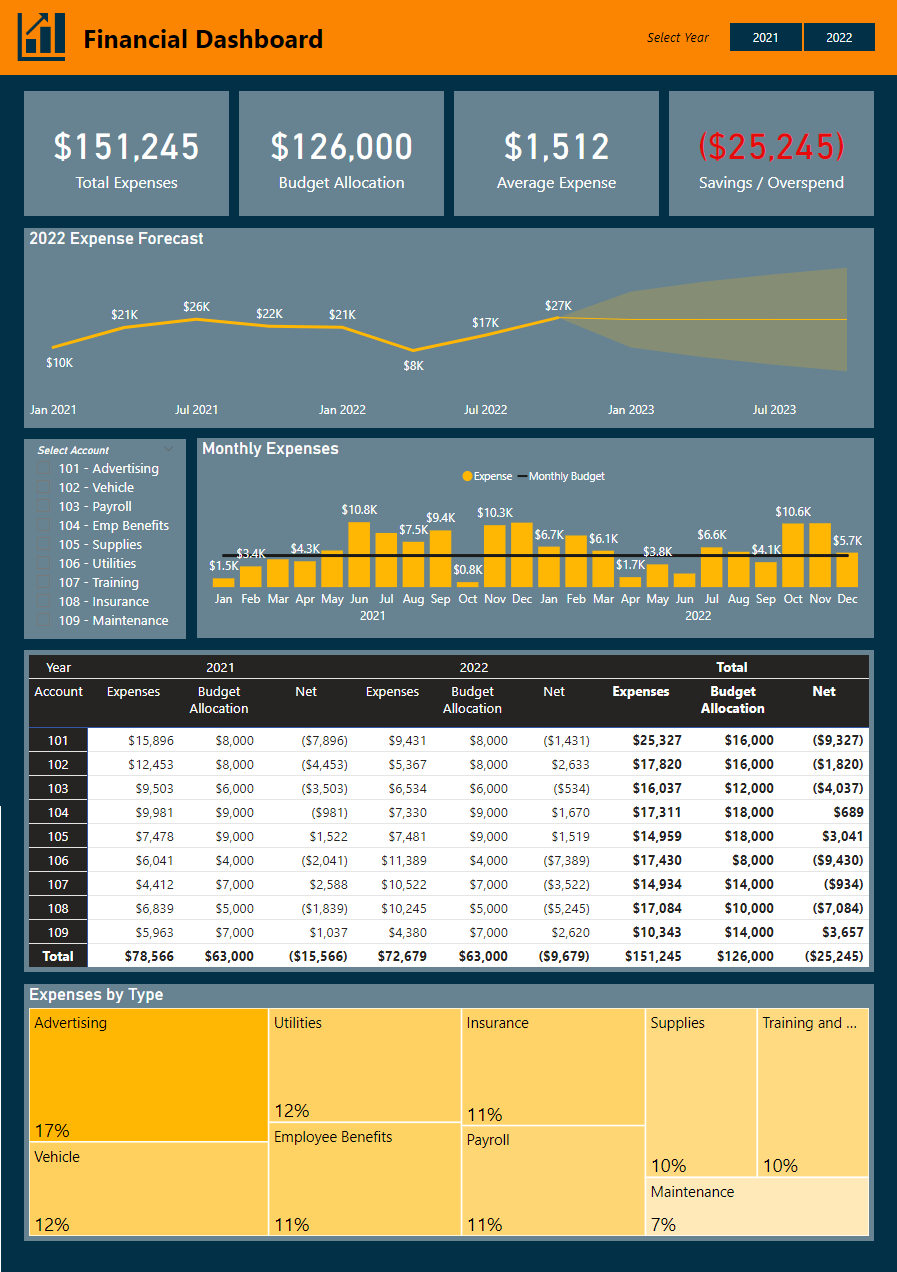 Financial Dashboard
Select Year
2021 2022
$151,245 $126,000 $1,512 ($25,245)
Total Expenses Budget Allocation Average Expense Savings / Overspend
2022 Expense Forecast
$10K $21K $26K $22K $21K $8K $17K $27K
Jan 2021 Jul 2021 Jan 2022 Jul 2022 Jan 2023 Jul 2023
Select Account
101 - Advertising
102 - Vehicle
103 - Payroll
104 - Emp Benefits
105 - Supplies
106 - Utilities
107 - Training
108 - Insurance
109 - Maintenance
Monthly Expenses
Expense Monthly Budget
$1.5K $3.4K $4.3K $10.8K $7.5K $9.4K $0.8K $10.3K $6.7K $6.1K $1.7K $3.8K $6.6K $4.1K $10.6K $5.7K
Jan Feb Mar Apr May Jun Jul Aug Sep Oct Nov Dec Jan Feb Mar Apr May Jun Jul Aug Sep Oct Nov Dec
2021 2022
Year 2021 2022 Total
Account Expenses Budget Allocation Net Expenses Budget Allocation Net Expenses Budget Allocation Net
101 $15,896 $8,000 ($7,896) $9,431 $8,000 ($1,431) $25,327 $16,000 ($9,327)
102 $12,453 $8,000 ($4,453) $5,367 $8,000 $2,633 $17,820 $16,000 ($1,820)
103 $9,503 $6,000 ($3,503) $6,534 $6,000 ($534) $16,037 $12,000 ($4,037)
104 $9,981 $9,000 ($981) $7,330 $9,000 $1,670 $17,311 $18,000 $689
105 $7,478 $9,000 $1,522 $7,481 $9,000 $1,519 $14,959 $18,000 $3,041
106 $6,041 $4,000 ($2,041) $11,389 $4,000 ($7,389) $17,430 $8,000 ($9,430)
107 $4,412 $7,000 $2,588 $10,522 $7,000 ($3,522) $14,934 $14,000 ($934)
108 $6,839 $5,000 ($1,839) $10,245 $5,000 ($5,245) $17,084 $10,000 ($7,084)
109 $5,963 $7,000 $1,037 $4,380 $7,000 $2,620 $10,343 $14,000 $3,657
Total $78,566 $63,000 ($15,566) $72,679 $63,000 ($9,679) $151,245 $126,000 ($25,245)
Expenses by Type
Advertising
17%
Vehicle
12%
Utilities
12%
Employee Benefits
11%
Insurance
11%
Payroll
11%
Supplies
10%
Training and ...
10%
Maintenance
7%